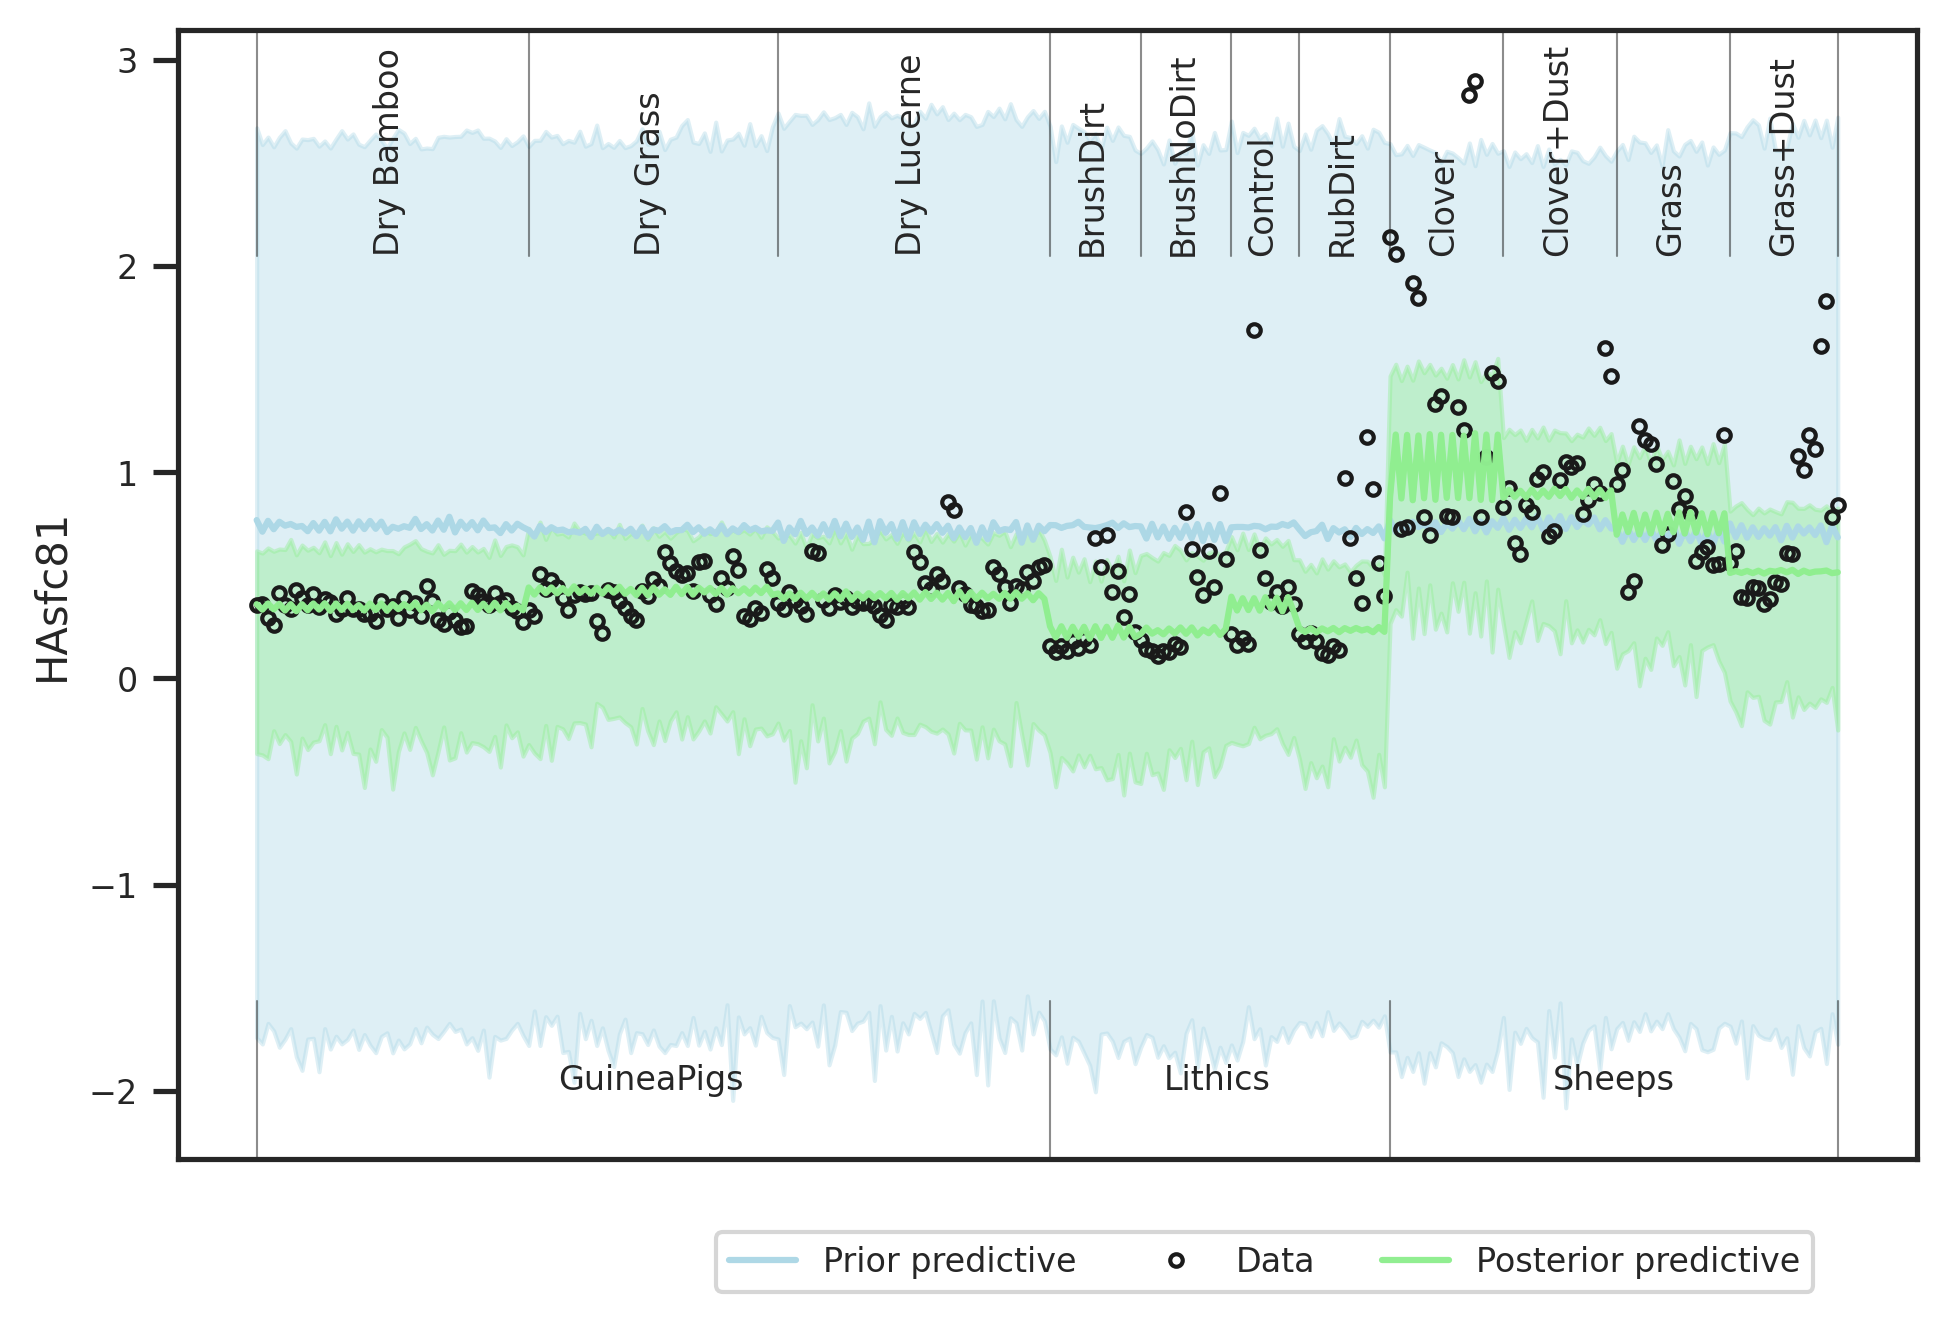 3
2
1
0
−1
−2
HAsfc81
Dry Bamboo
Dry Grass
Dry Lucerne
BrushDirt
BrushNoDirt
Control
RubDirt
Clover
Clover+Dust
Grass
Grass+Dust
GuineaPigs
Lithics
Sheeps
Prior predictive
Data
Posterior predictive